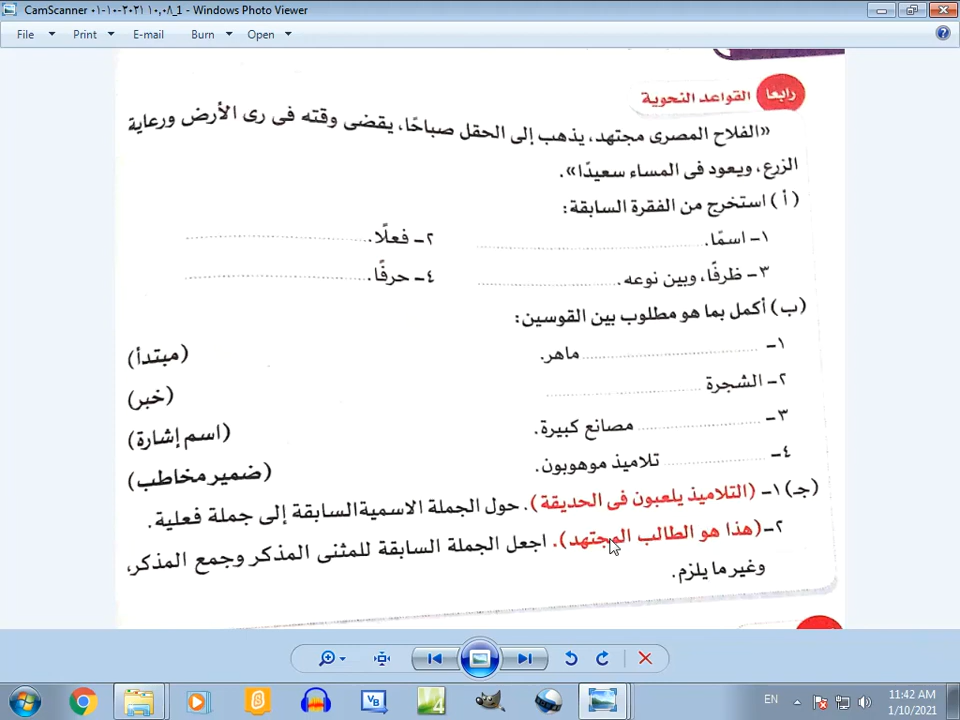 CamScanner ٠١-١٠-٢٠٢١ ١٠,٠٨_1 - Windows Photo Viewer
File Print E-mail Burn Open
رابعا القواعد النحوية
«الفلاح المصرى مجتهد، يذهب إلى الحقل صباحًا، يقضى وقته فى رى الأرض ورعاية
الزرع، ويعود فى المساء سعيدًا».
( أ ) استخرج من الفقرة السابقة:
١- اسمًا. ٢- فعلًا.
٣- ظرفًا، وبين نوعه. ٤- حرفًا.
(ب) أكمل بما هو مطلوب بين القوسين:
١- ماهر. (مبتدأ)
٢- الشجرة (خبر)
٣- مصانع كبيرة. (اسم إشارة)
٤- تلاميذ موهوبون. (ضمير مخاطب)
(جـ) ١- (التلاميذ يلعبون فى الحديقة). حول الجملة الاسمية السابقة إلى جملة فعلية.
٢- (هذا هو الطالب المجتهد). اجعل الجملة السابقة للمثنى المذكر وجمع المذكر،
وغير ما يلزم.
EN 11:42 AM
1/10/2021